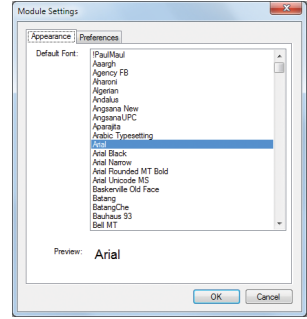 Module Settings
Appearance Preferences
Default Font:
!PaulMaul
Aaargh
Agency FB
Aharoni
Algerian
Andalus
Angsana New
AngsanaUPC
Aparajita
Arabic Typesetting
Arial
Arial Black
Arial Narrow
Arial Rounded MT Bold
Arial Unicode MS
Baskerville Old Face
Batang
BatangChe
Bauhaus 93
Bell MT
Preview: Arial
OK Cancel